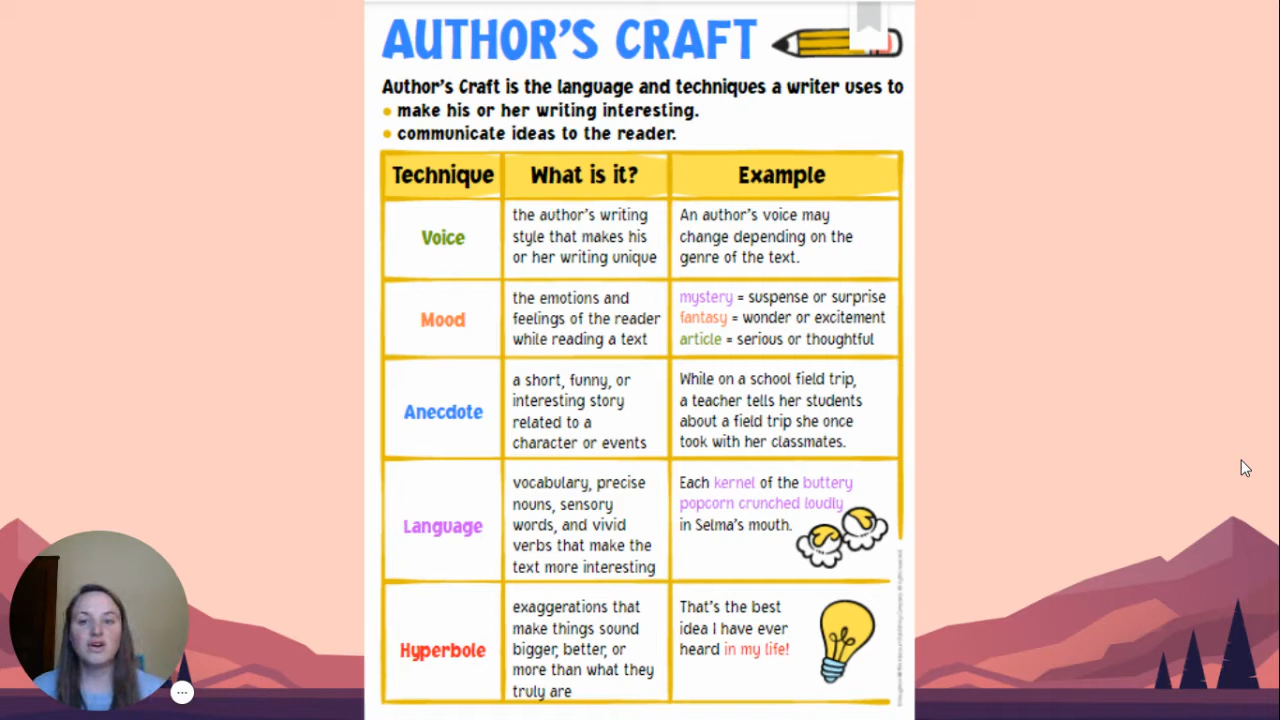 AUTHOR'S CRAFT
Author's Craft is the language and techniques a writer uses to
• make his or her writing interesting.
• communicate ideas to the reader.
Technique
What is it?
Example
Voice
the author's writing
style that makes his
or her writing unique
An author's voice may
change depending on the
genre of the text.
Mood
the emotions and
feelings of the reader
while reading a text
mystery = suspense or surprise
fantasy = wonder or excitement
article = serious or thoughtful
Anecdote
a short, funny, or
interesting story
related to a
character or events
While on a school field trip,
a teacher tells her students
about a field trip she once
took with her classmates.
Language
vocabulary, precise
nouns, sensory
words, and vivid
verbs that make the
text more interesting
Each kernel of the buttery
popcorn crunched loudly
in Selma's mouth.
Hyperbole
exaggerations that
make things sound
bigger, better, or
more than what they
truly are
That's the best
idea I have ever
heard in my life!